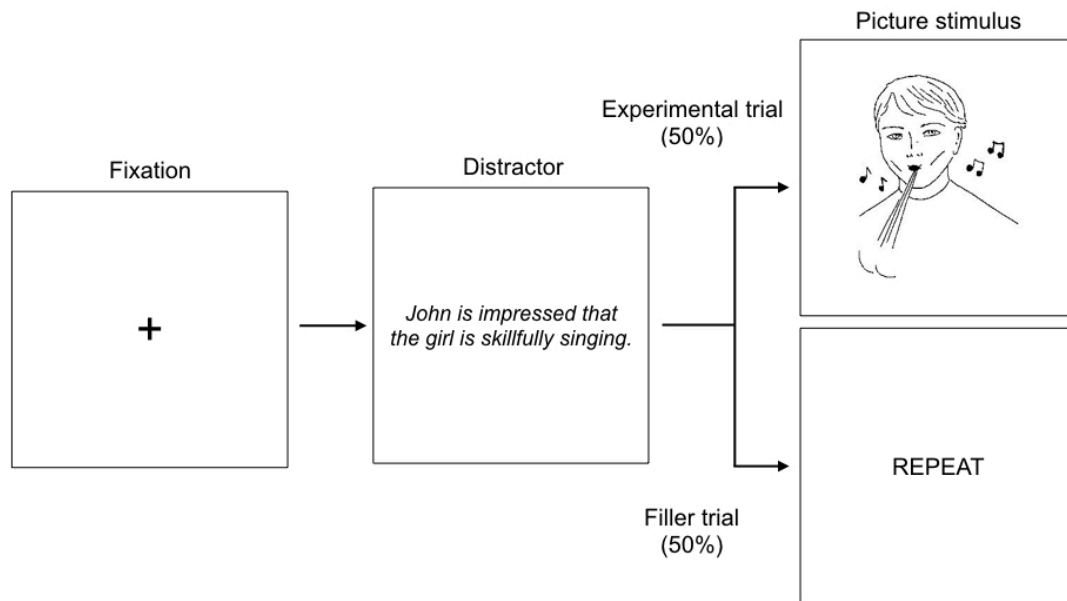 Picture stimulus
Experimental trial
(50%)
Fixation
Distractor
+
John is impressed that
the girl is skillfully singing.
REPEAT
Filler trial
(50%)